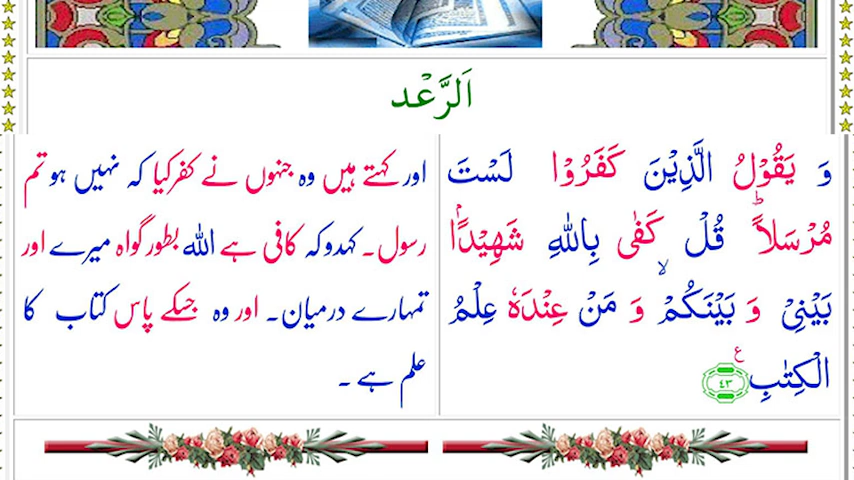 اَلرَّعْد
وَ يَقُوْلُ الَّذِيْنَ كَفَرُوْا لَسْتَ
مُرْسَلًا ؕ قُلْ كَفٰى بِاللّٰهِ شَهِيْدًۢا
بَيْنِىْ وَ بَيْنَكُمْ ۙ وَ مَنْ عِنْدَهٗ عِلْمُ
الْكِتٰبِ ع ٤٣
اور کہتے ہیں وہ جنہوں نے کفر کیا کہ نہیں ہو تم
رسول۔ کہدو کہ کافی ہے اللہ بطور گواہ میرے اور
تمہارے درمیان۔ اور وہ جسکے پاس کتاب کا
علم ہے ۔